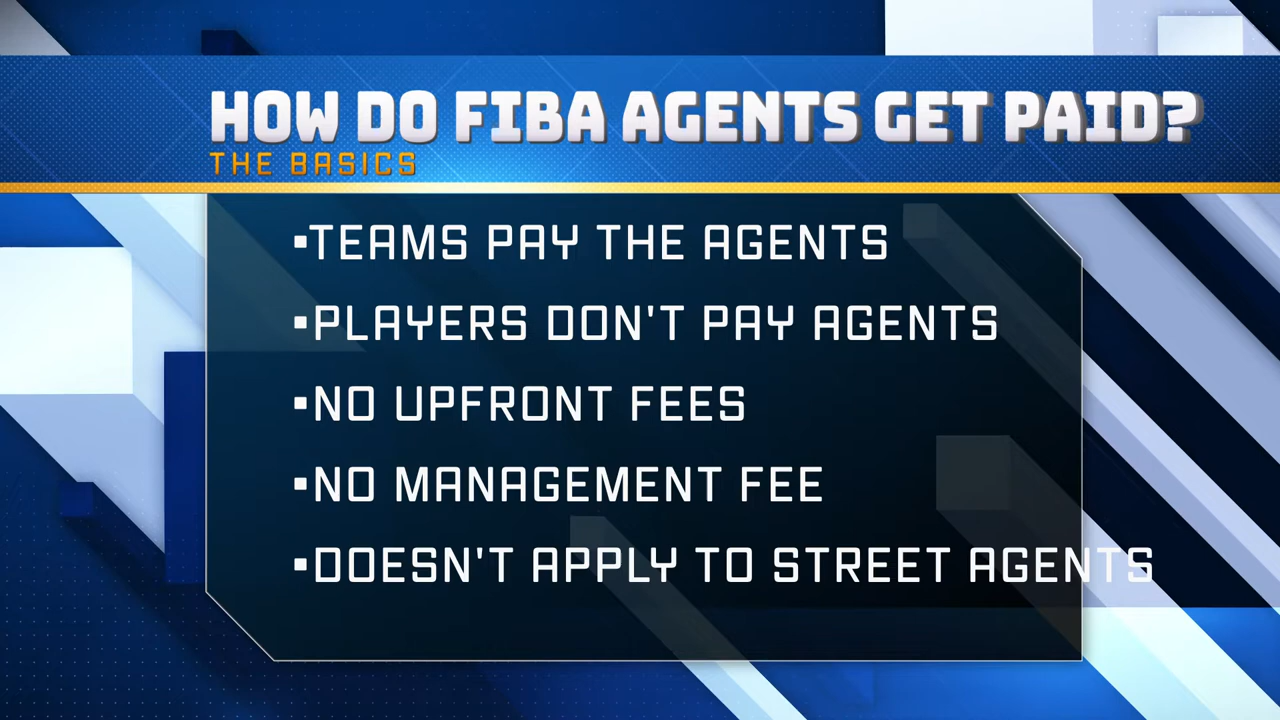 HOW DO FIBA AGENTS GET PAID?
THE BASICS
▪TEAMS PAY THE AGENTS
▪PLAYERS DON'T PAY AGENTS
▪NO UPFRONT FEES
▪NO MANAGEMENT FEE
▪DOESN'T APPLY TO STREET AGENTS